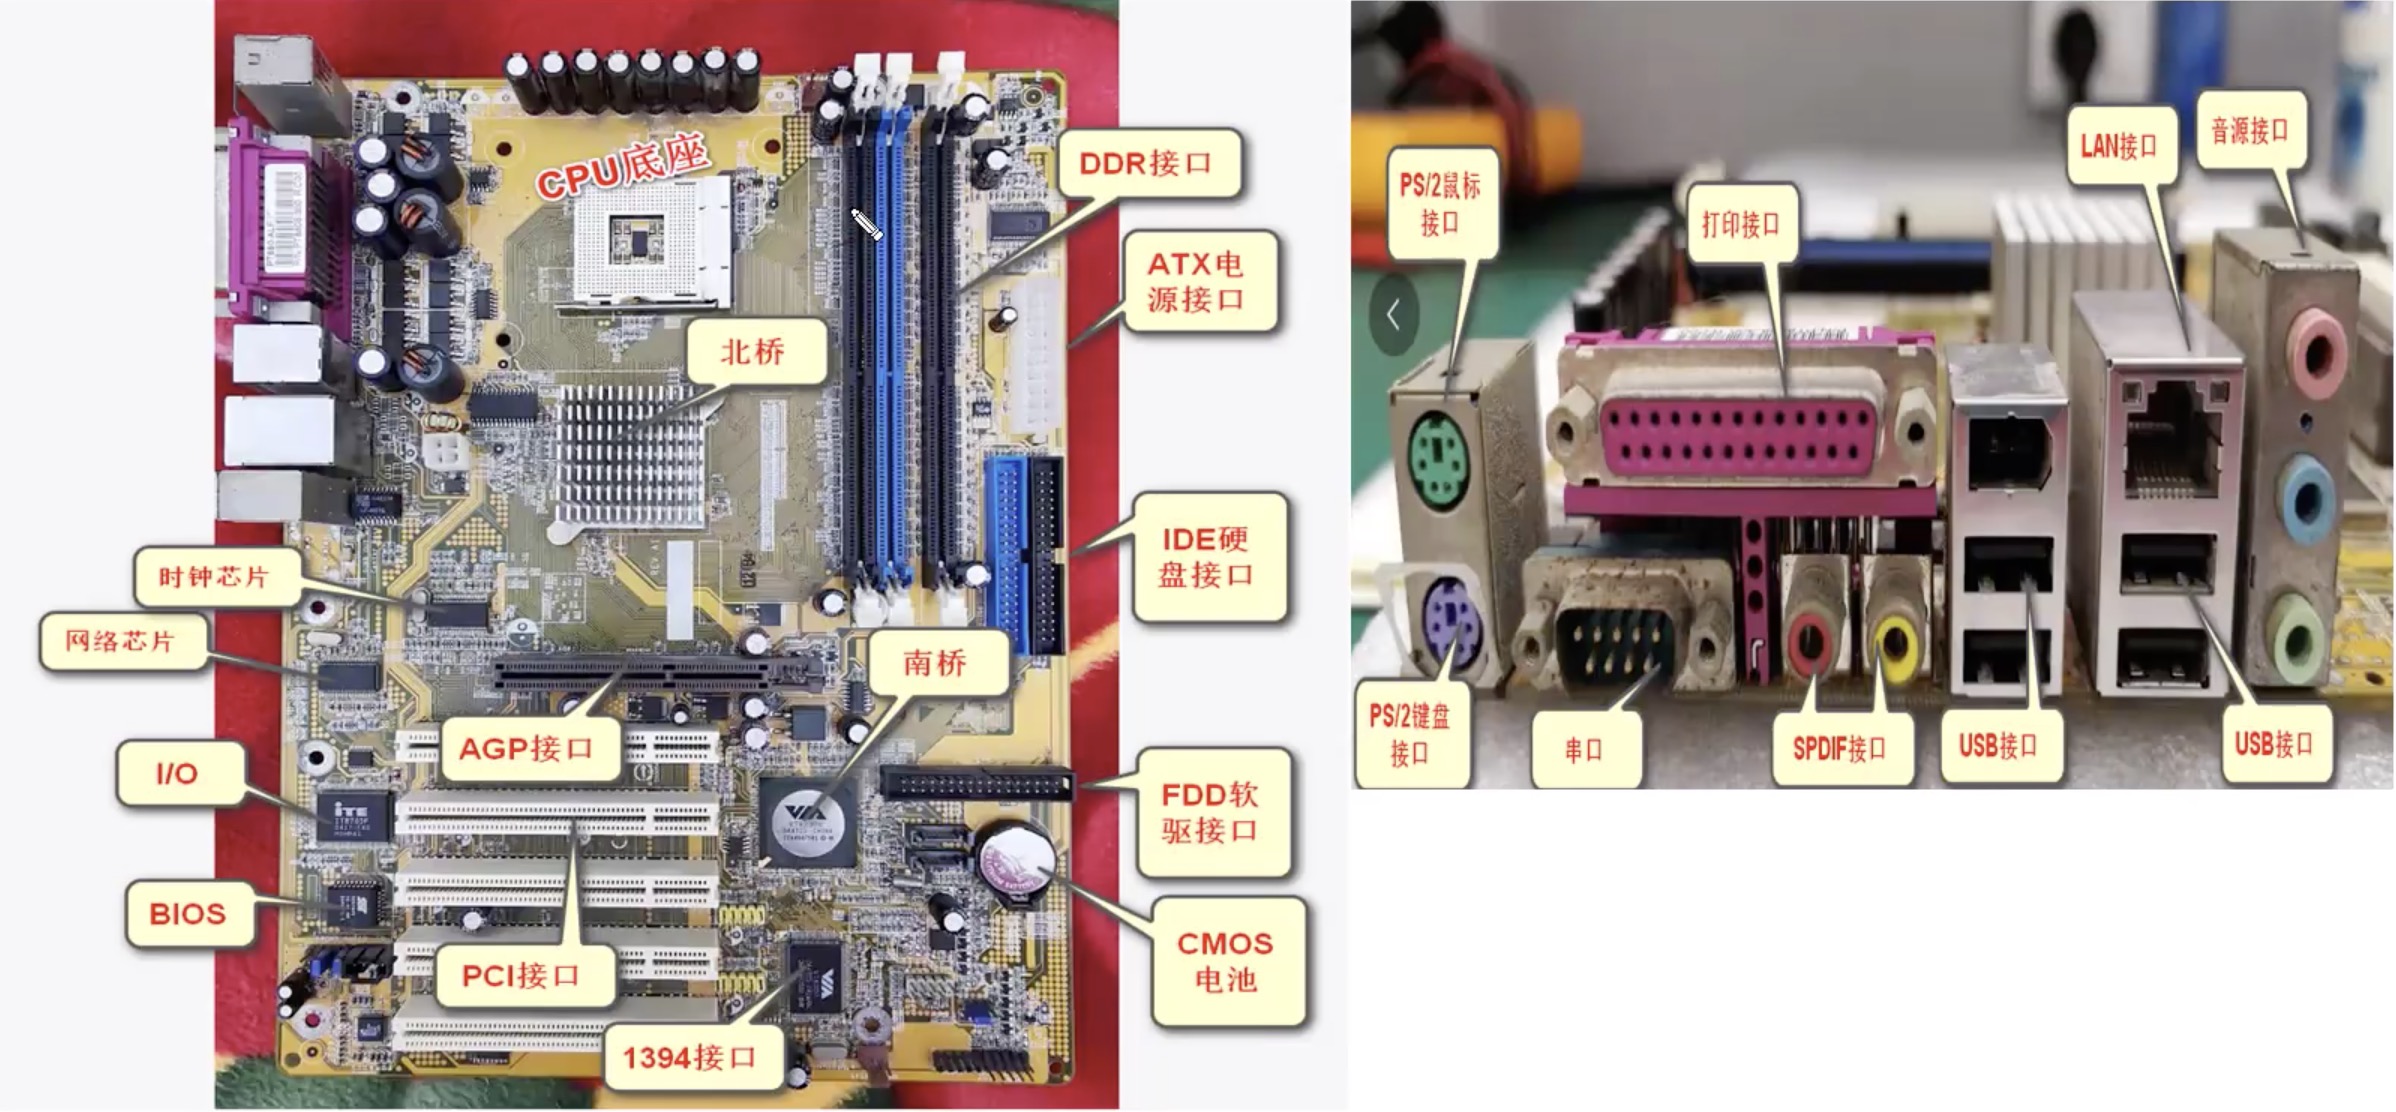 CPU底座
DDR接口
ATX电
源接口
北桥
IDE硬
盘接口
时钟芯片
网络芯片
南桥
AGP接口
I/O
iTE
FDD软
驱接口
VIA
BIOS
CMOS
电池
PCI接口
VIA
1394接口
PS/2鼠标
接口
打印接口
LAN接口
音源接口
PS/2键盘
接口
串口
SPDIF接口
USB接口
USB接口